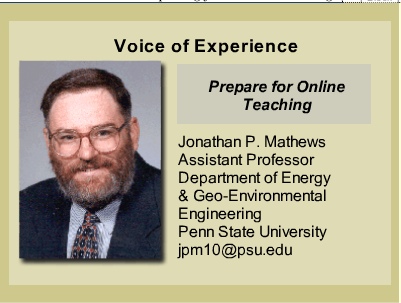 Voice of Experience
Prepare for Online
Teaching
Jonathan P. Mathews
Assistant Professor
Department of Energy
& Geo-Environmental
Engineering
Penn State University
jpm10@psu.edu